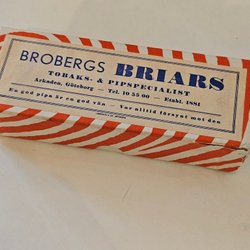 BROBERGS BRIARS
TOBAKS- & PIPSPECIALIST
Arkaden, Göteborg — Tel. 10 55 00 — Etabl. 1881
En god pipa är en god vän — Var alltid försynt med den